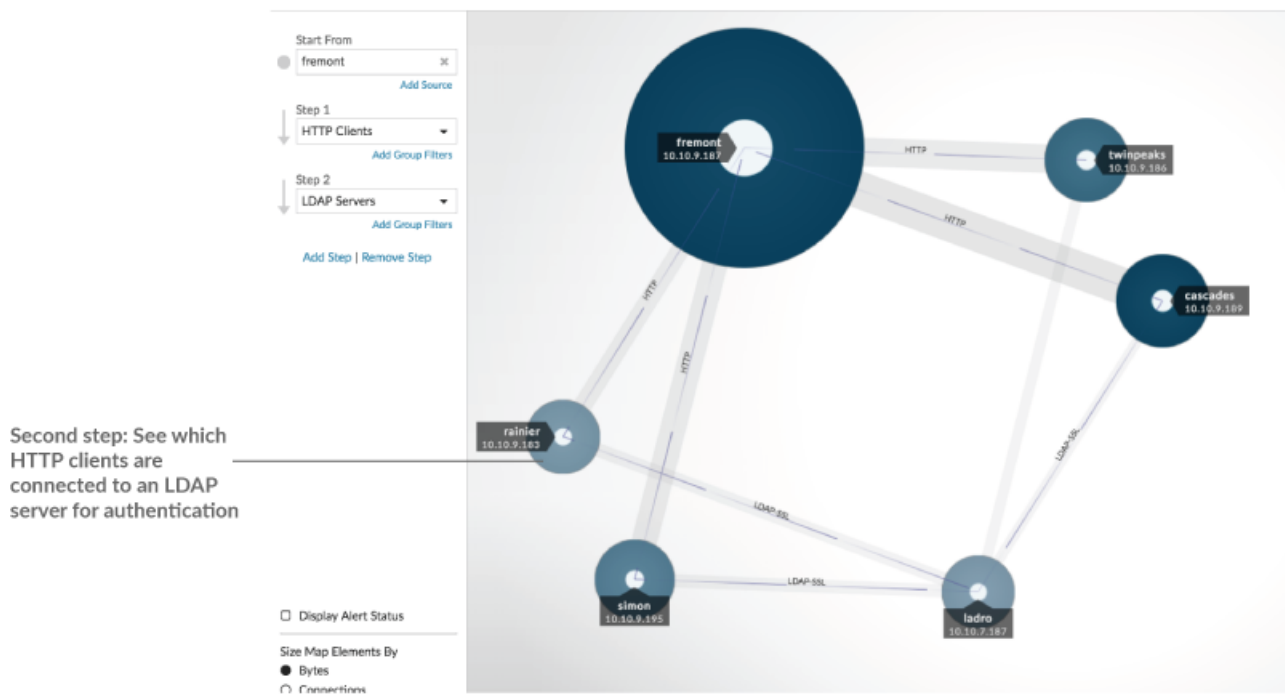 Start From
fremont
Add Source
Step 1
HTTP Clients
Add Group Filters
Step 2
LDAP Servers
Add Group Filters
Add Step | Remove Step
Second step: See which
HTTP clients are
connected to an LDAP
server for authentication
Display Alert Status
Size Map Elements By
Bytes
Connections
fremont
10.10.9.187
HTTP
twinpeaks
10.10.9.186
HTTP
cascades
10.10.9.189
HTTP
HTTP
rainier
10.10.9.183
LDAP-SSL
LDAP-SSL
LDAP-SSL
simon
10.10.9.195
ladro
10.10.7.187